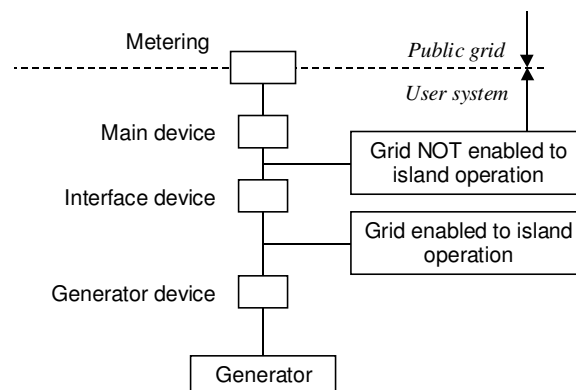 Metering
Public grid
User system
Main device
Grid NOT enabled to
island operation
Interface device
Grid enabled to island
operation
Generator device
Generator